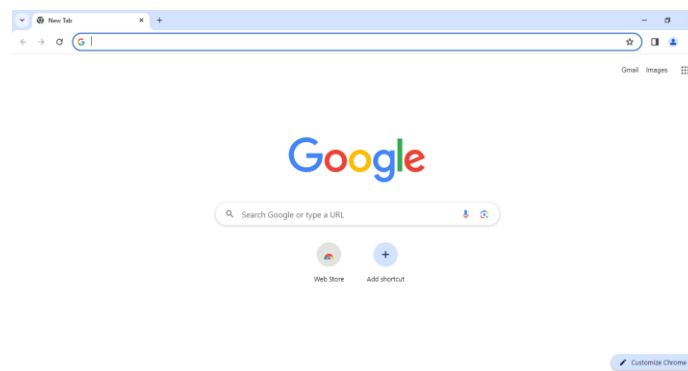 New Tab
Gmail Images
Google
Search Google or type a URL
Web Store Add shortcut
Customize Chrome